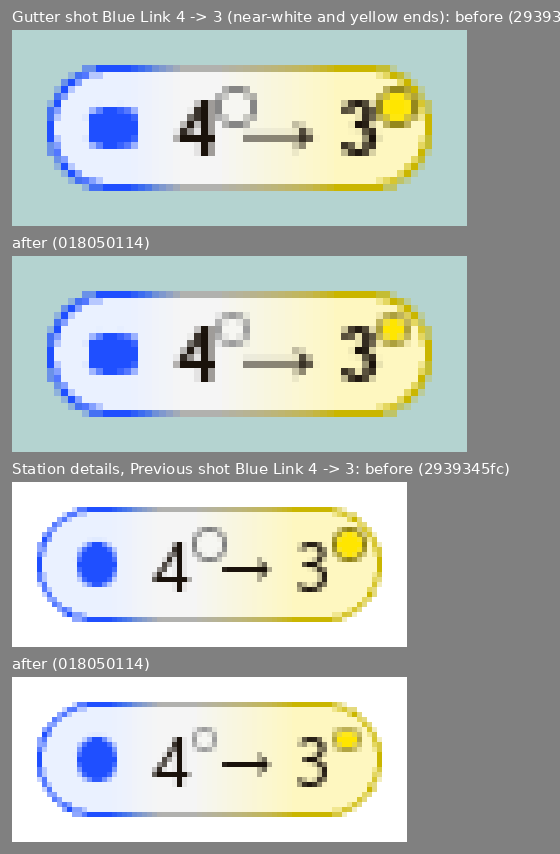 Gutter shot Blue Link 4 -> 3 (near-white and yellow ends): before (29393
4 → 3
after (018050114)
4 → 3
Station details, Previous shot Blue Link 4 -> 3: before (2939345fc)
4 → 3
after (018050114)
4 → 3